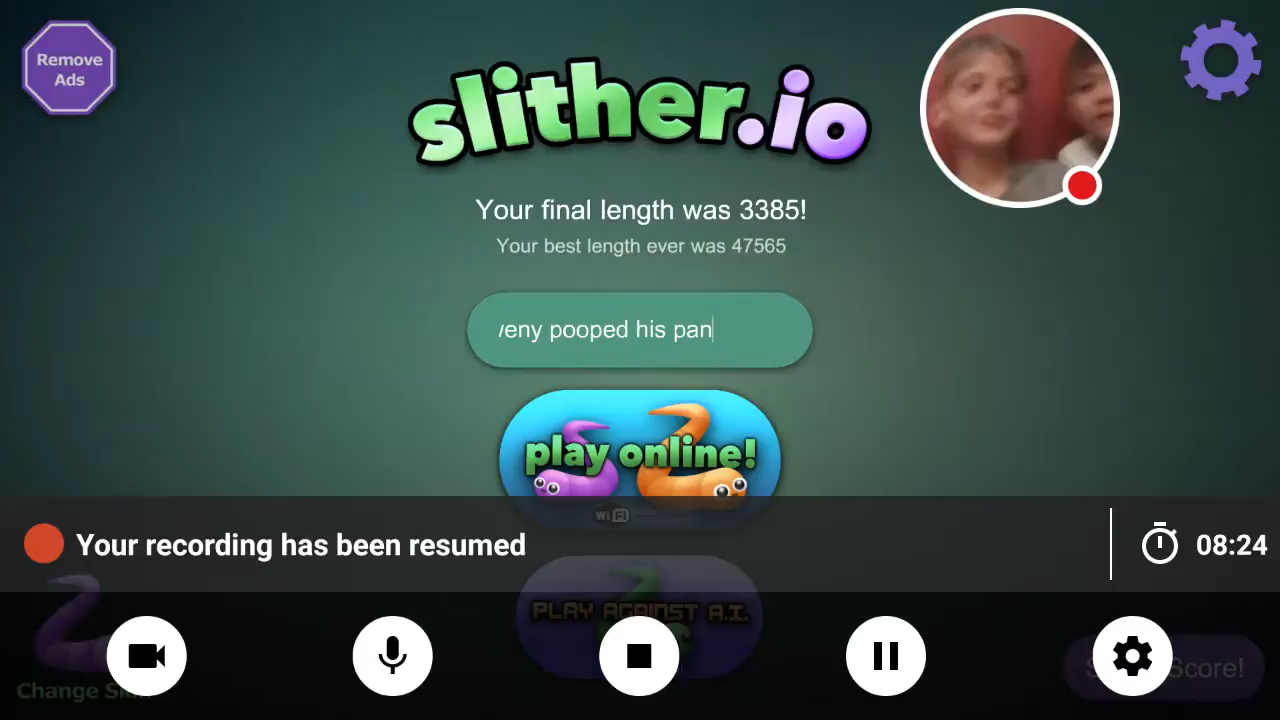 Remove
Ads
slither.io
Your final length was 3385!
Your best length ever was 47565
eny pooped his pan
play online!
WiFi
Your recording has been resumed
08:24
PLAY AGAINST A.I.
Change
Score!